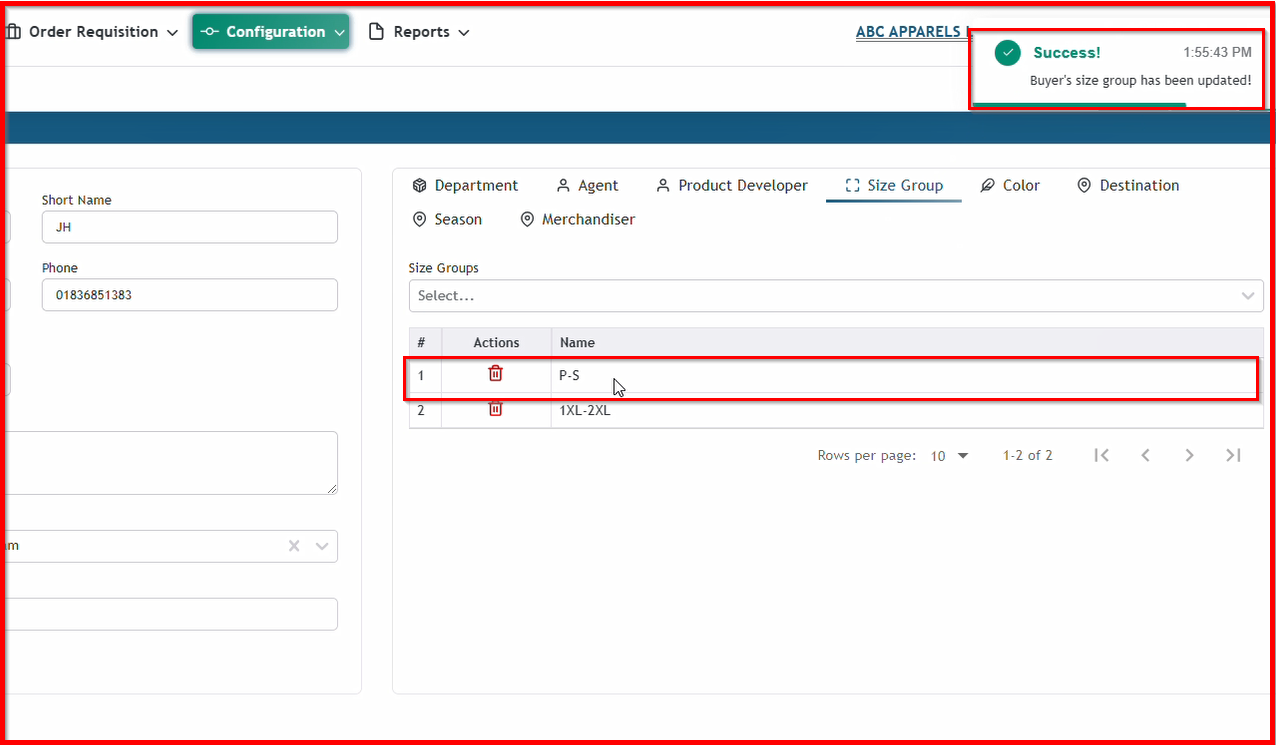 Order Requisition
Configuration
Reports
ABC APPARELS
Success!
1:55:43 PM
Buyer's size group has been updated!
Short Name
JH
Phone
01836851383
Department
Agent
Product Developer
Size Group
Color
Destination
Season
Merchandiser
Size Groups
Select...
# Actions Name
1 P-S
2 1XL-2XL
Rows per page: 10 1-2 of 2